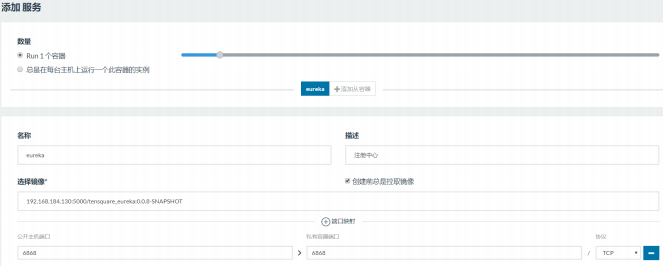 添加 服务
数量
Run 1 个容器
总是在每台主机上运行一个此容器的实例
eureka +添加从容器
名称 描述
eureka 注册中心
选择镜像* 创建前总是拉取镜像
192.168.184.130:5000/tensquare_eureka:0.0.8-SNAPSHOT
端口映射
公开主机端口 私有容器端口 协议
6868 > 6868 / TCP